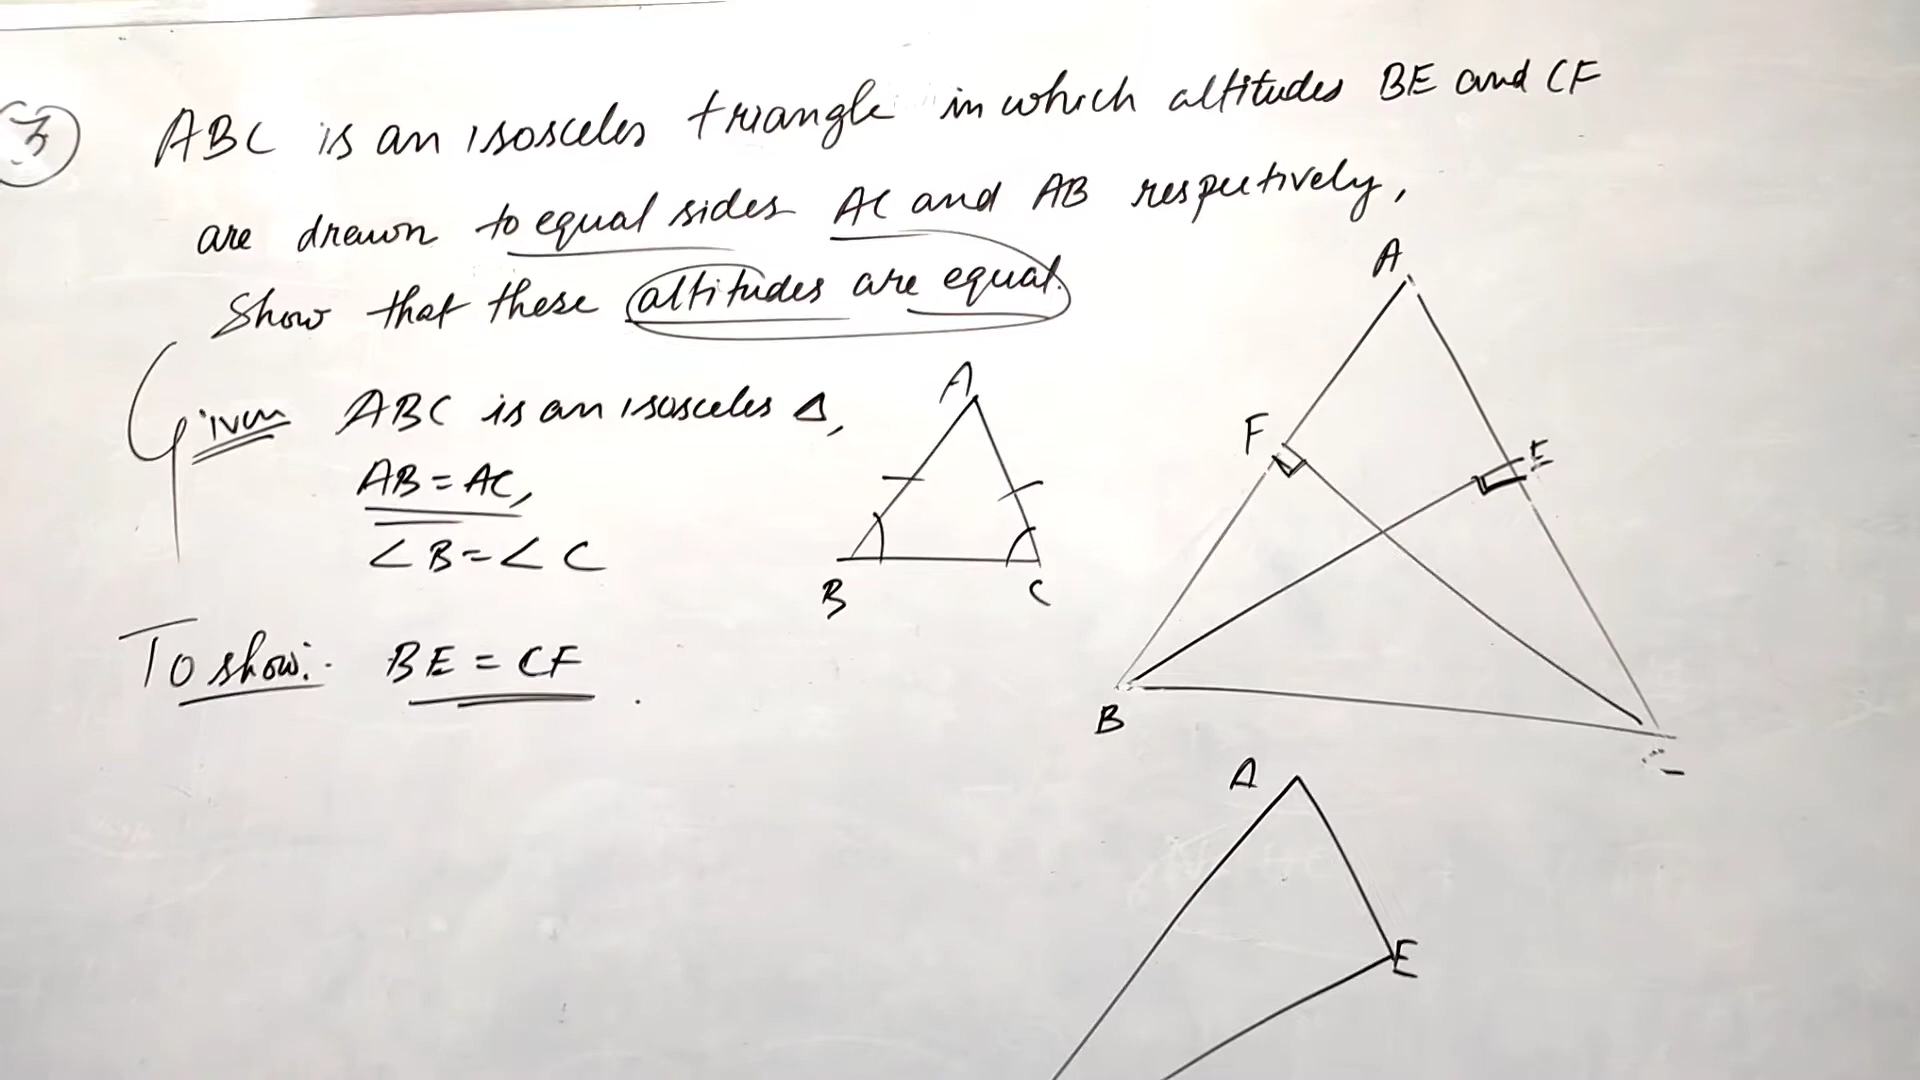 3
ABC is an isosceles triangle in which altitudes BE and CF
are drawn to equal sides AC and AB respectively,
Show that these altitudes are equal.
Given ABC is an isosceles Δ,
AB = AC,
∠B = ∠C
To show:- BE = CF
A
B
C
A
F
E
B
C
A
E